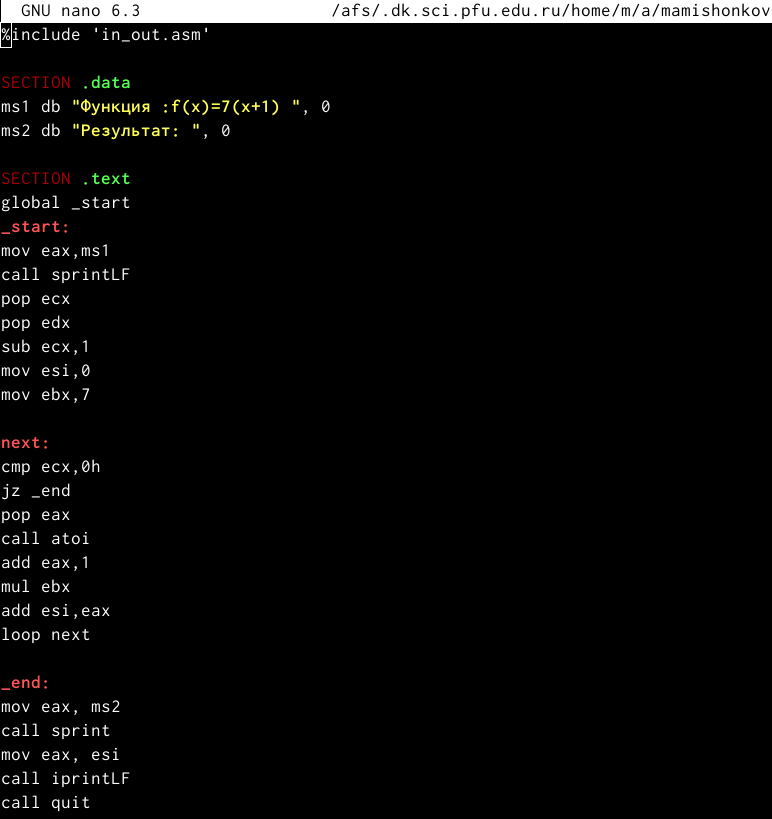 GNU nano 6.3 /afs/.dk.sci.pfu.edu.ru/home/m/a/mamishonkov
%include 'in_out.asm'
SECTION .data
ms1 db "Функция :f(x)=7(x+1) ", 0
ms2 db "Результат: ", 0
SECTION .text
global _start
_start:
mov eax,ms1
call sprintLF
pop ecx
pop edx
sub ecx,1
mov esi,0
mov ebx,7
next:
cmp ecx,0h
jz _end
pop eax
call atoi
add eax,1
mul ebx
add esi,eax
loop next
_end:
mov eax, ms2
call sprint
mov eax, esi
call iprintLF
call quit